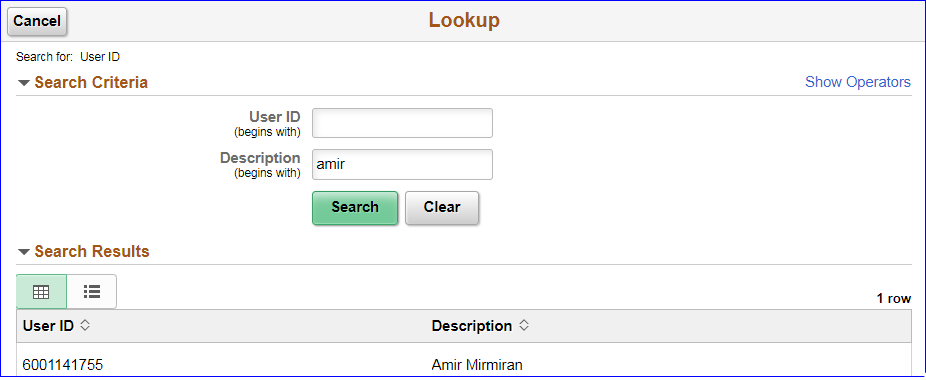 Cancel
Lookup
Search for: User ID
Search Criteria
Show Operators
User ID
(begins with)
Description
(begins with)
amir
Search
Clear
Search Results
1 row
User ID
Description
6001141755
Amir Mirmiran